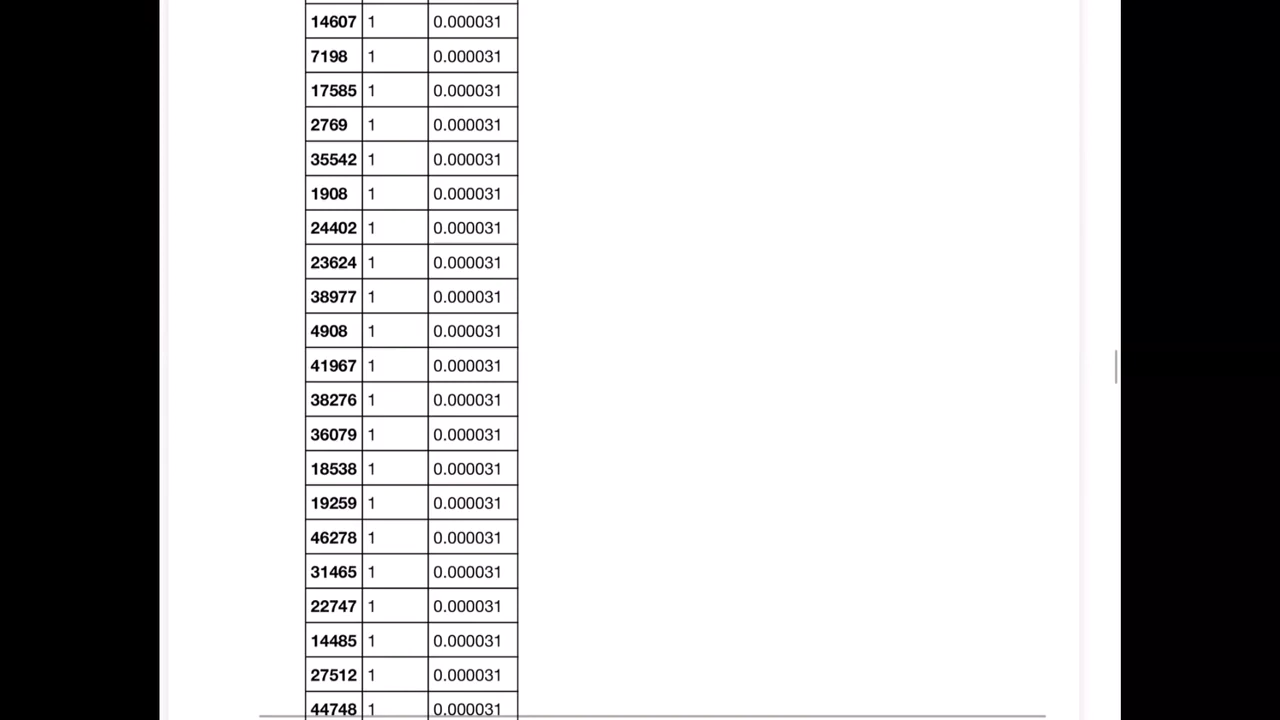 14607 1 0.000031
7198 1 0.000031
17585 1 0.000031
2769 1 0.000031
35542 1 0.000031
1908 1 0.000031
24402 1 0.000031
23624 1 0.000031
38977 1 0.000031
4908 1 0.000031
41967 1 0.000031
38276 1 0.000031
36079 1 0.000031
18538 1 0.000031
19259 1 0.000031
46278 1 0.000031
31465 1 0.000031
22747 1 0.000031
14485 1 0.000031
27512 1 0.000031
44748 1 0.000031